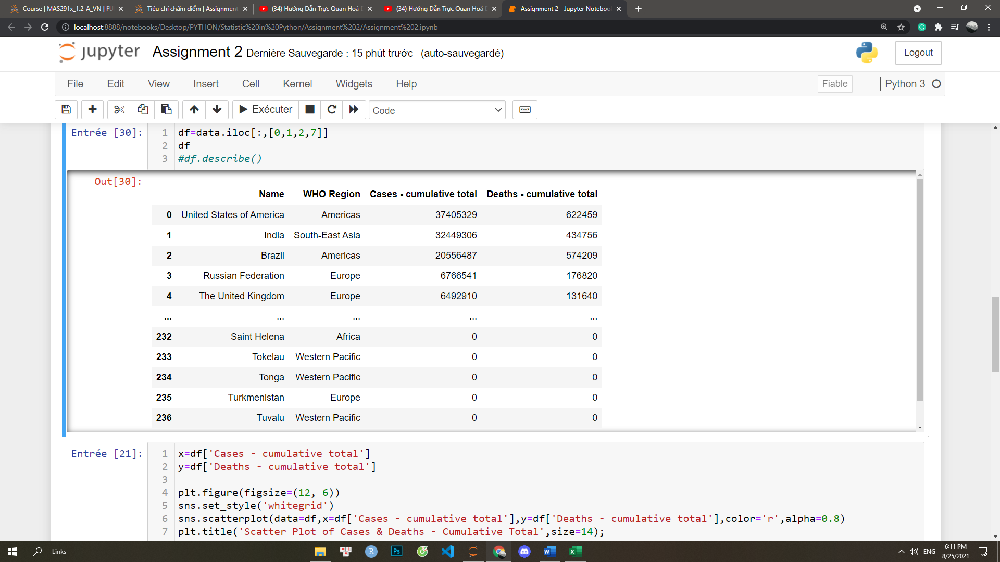 Course | MAS291x_1.2-A_VN | FU
Tiêu chí chấm điểm | Assignment
(34) Hướng Dẫn Trực Quan Hoá D
(34) Hướng Dẫn Trực Quan Hoá D
Assignment 2 - Jupyter Notebook
localhost:8888/notebooks/Desktop/PYTHON/Statistic%20in%20Python/Assignment%202/Assignment%202.ipynb
jupyter Assignment 2 Dernière Sauvegarde : 15 phút trước (auto-sauvegardé) Logout
File Edit View Insert Cell Kernel Widgets Help Fiable Python 3
Exécuter Code
Entrée [30]: 1 df=data.iloc[:,[0,1,2,7]]
2 df
3 #df.describe()
Out[30]:
Name WHO Region Cases - cumulative total Deaths - cumulative total
0 United States of America Americas 37405329 622459
1 India South-East Asia 32449306 434756
2 Brazil Americas 20556487 574209
3 Russian Federation Europe 6766541 176820
4 The United Kingdom Europe 6492910 131640
... ... ... ... ...
232 Saint Helena Africa 0 0
233 Tokelau Western Pacific 0 0
234 Tonga Western Pacific 0 0
235 Turkmenistan Europe 0 0
236 Tuvalu Western Pacific 0 0
Entrée [21]: 1 x=df['Cases - cumulative total']
2 y=df['Deaths - cumulative total']
3
4 plt.figure(figsize=(12, 6))
5 sns.set_style('whitegrid')
6 sns.scatterplot(data=df,x=df['Cases - cumulative total'],y=df['Deaths - cumulative total'],color='r',alpha=0.8)
7 plt.title('Scatter Plot of Cases & Deaths - Cumulative Total',size=14);
Links
ENG
6:11 PM
8/25/2021